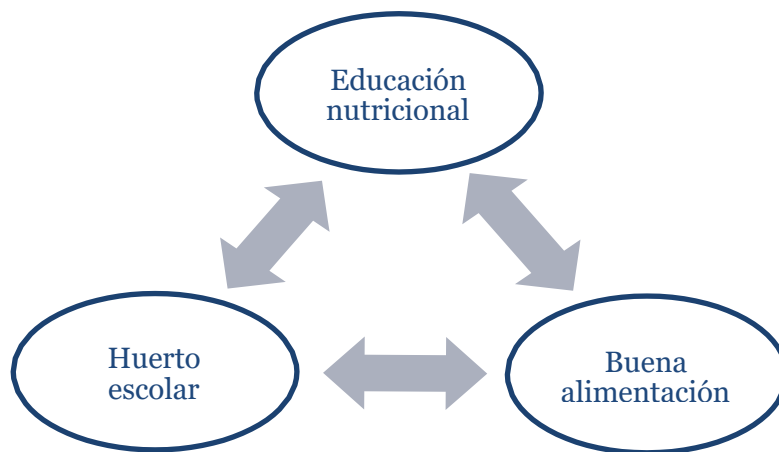 Educación
nutricional
Huerto
escolar
Buena
alimentación